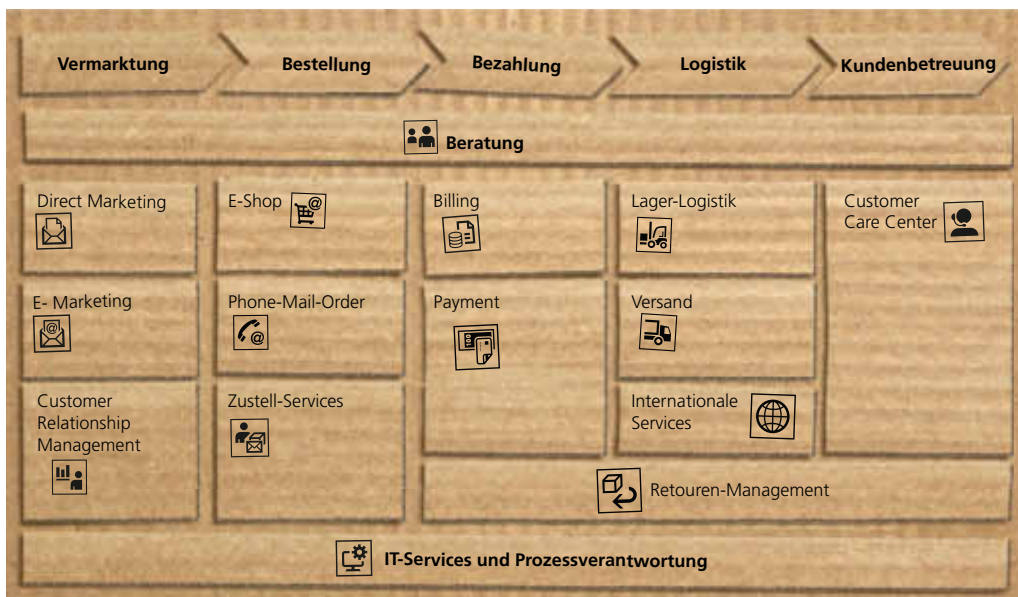 Vermarktung
Bestellung
Bezahlung
Logistik
Kundenbetreuung
Beratung
Direct Marketing
E-Shop
Billing
Lager-Logistik
Customer
Care Center
E- Marketing
Phone-Mail-Order
Payment
Versand
Customer
Relationship
Management
Zustell-Services
Internationale
Services
Retouren-Management
IT-Services und Prozessverantwortung